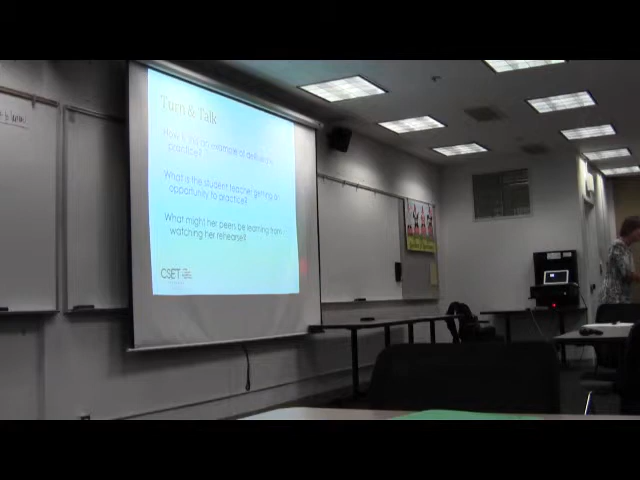 Turn & Talk
How is this an example of deliberate
practice?
What is the student teacher getting an
opportunity to practice?
What might her peers be learning from
watching her rehearse?
CSET